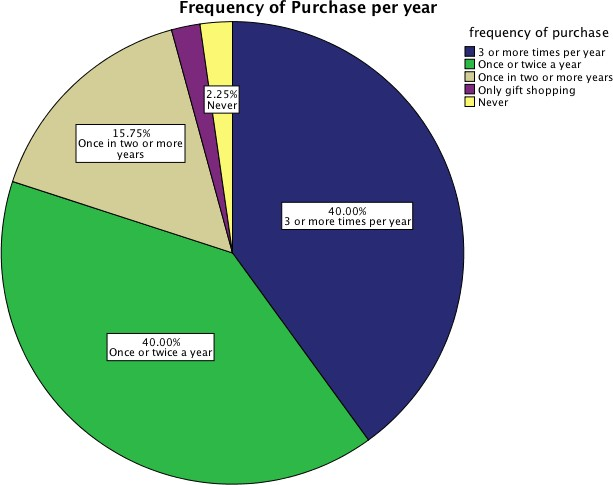 Frequency of Purchase per year
frequency of purchase
3 or more times per year
Once or twice a year
Once in two or more years
Only gift shopping
Never
2.25%
Never
15.75%
Once in two or more
years
40.00%
3 or more times per year
40.00%
Once or twice a year